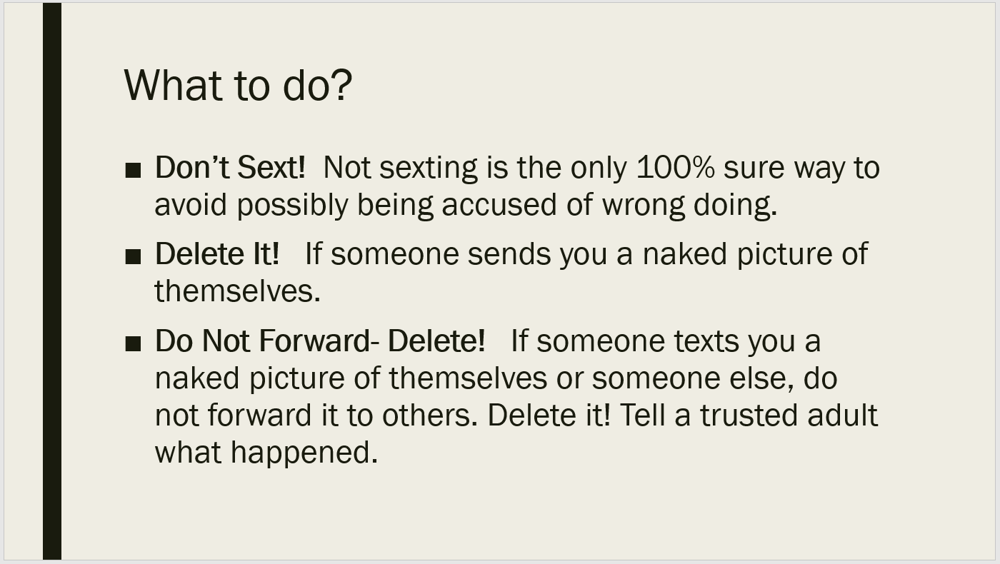 What to do?
■ Don’t Sext!  Not sexting is the only 100% sure way to
avoid possibly being accused of wrong doing.
■ Delete It!   If someone sends you a naked picture of
themselves.
■ Do Not Forward- Delete!   If someone texts you a
naked picture of themselves or someone else, do
not forward it to others. Delete it! Tell a trusted adult
what happened.